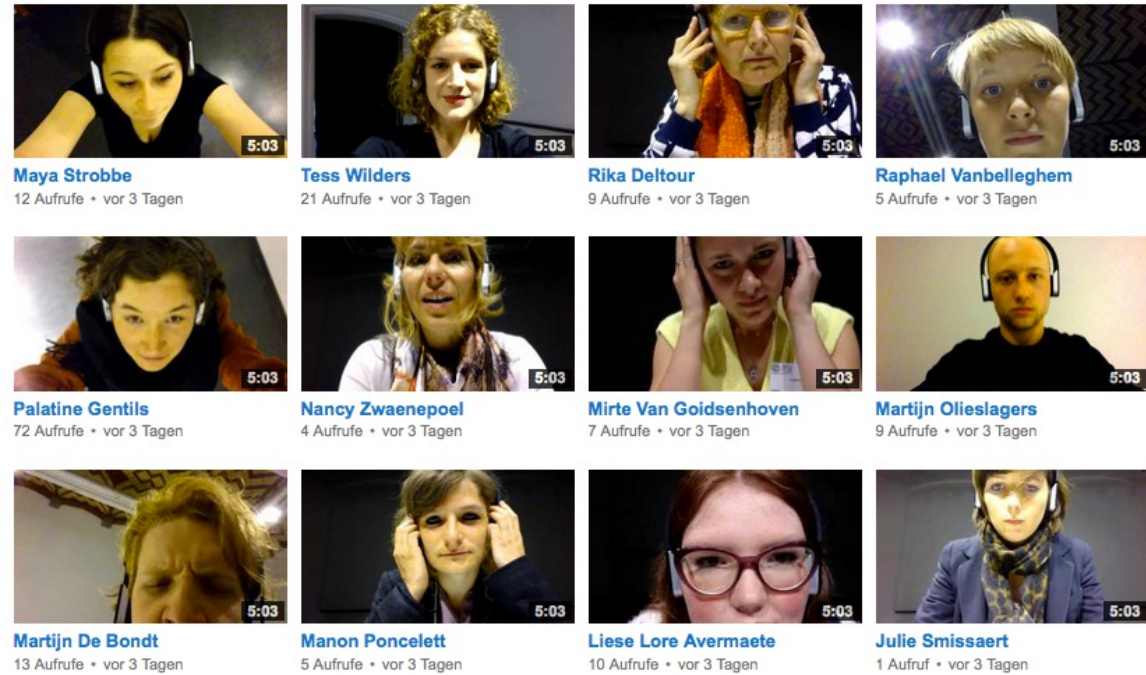 5:03 5:03 5:03 5:03
Maya Strobbe Tess Wilders Rika Deltour Raphael Vanbelleghem
12 Aufrufe • vor 3 Tagen 21 Aufrufe • vor 3 Tagen 9 Aufrufe • vor 3 Tagen 5 Aufrufe • vor 3 Tagen
5:03 5:03 5:03 5:03
Palatine Gentils Nancy Zwaenepoel Mirte Van Goidsenhoven Martijn Olieslagers
72 Aufrufe • vor 3 Tagen 4 Aufrufe • vor 3 Tagen 7 Aufrufe • vor 3 Tagen 9 Aufrufe • vor 3 Tagen
5:03 5:03 5:03 5:03
Martijn De Bondt Manon Poncelett Liese Lore Avermaete Julie Smissaert
13 Aufrufe • vor 3 Tagen 5 Aufrufe • vor 3 Tagen 10 Aufrufe • vor 3 Tagen 1 Aufruf • vor 3 Tagen